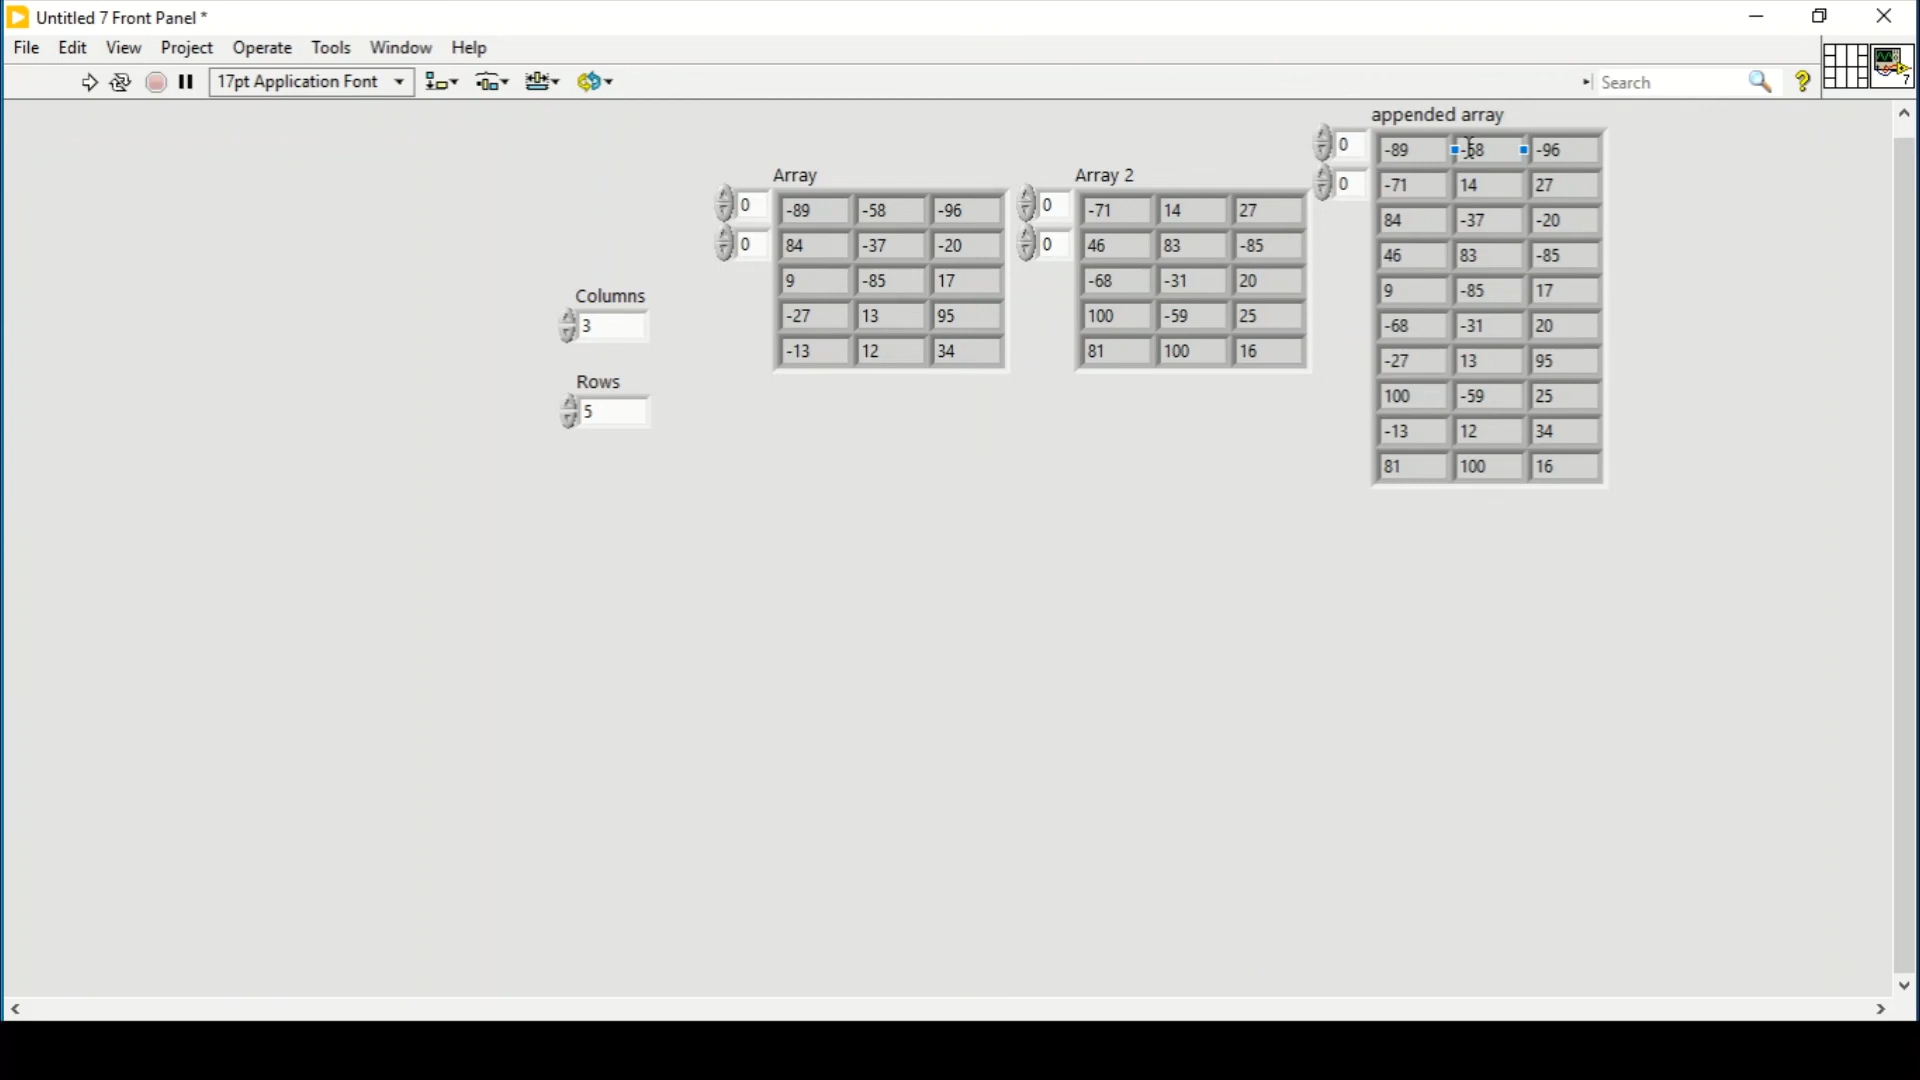 Untitled 7 Front Panel *
File Edit View Project Operate Tools Window Help
17pt Application Font
Search
7
appended array
0
0
-89 -58 -96
-71 14 27
84 -37 -20
46 83 -85
9 -85 17
-68 -31 20
-27 13 95
100 -59 25
-13 12 34
81 100 16
Array
0
0
-89 -58 -96
84 -37 -20
9 -85 17
-27 13 95
-13 12 34
Array 2
0
0
-71 14 27
46 83 -85
-68 -31 20
100 -59 25
81 100 16
Columns
3
Rows
5